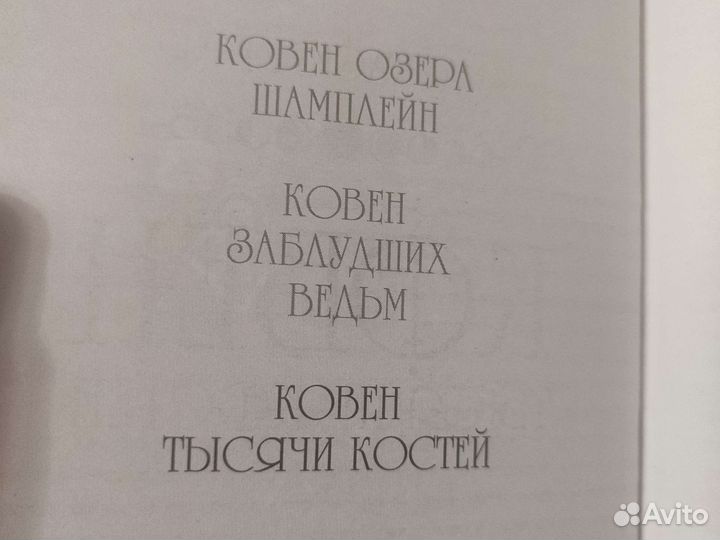 КОВЕН ОЗЕРА
ШАМПЛЕЙН
КОВЕН
ЗАБЛУДШИХ
ВЕДЬМ
КОВЕН
ТЫСЯЧИ КОСТЕЙ
Avito